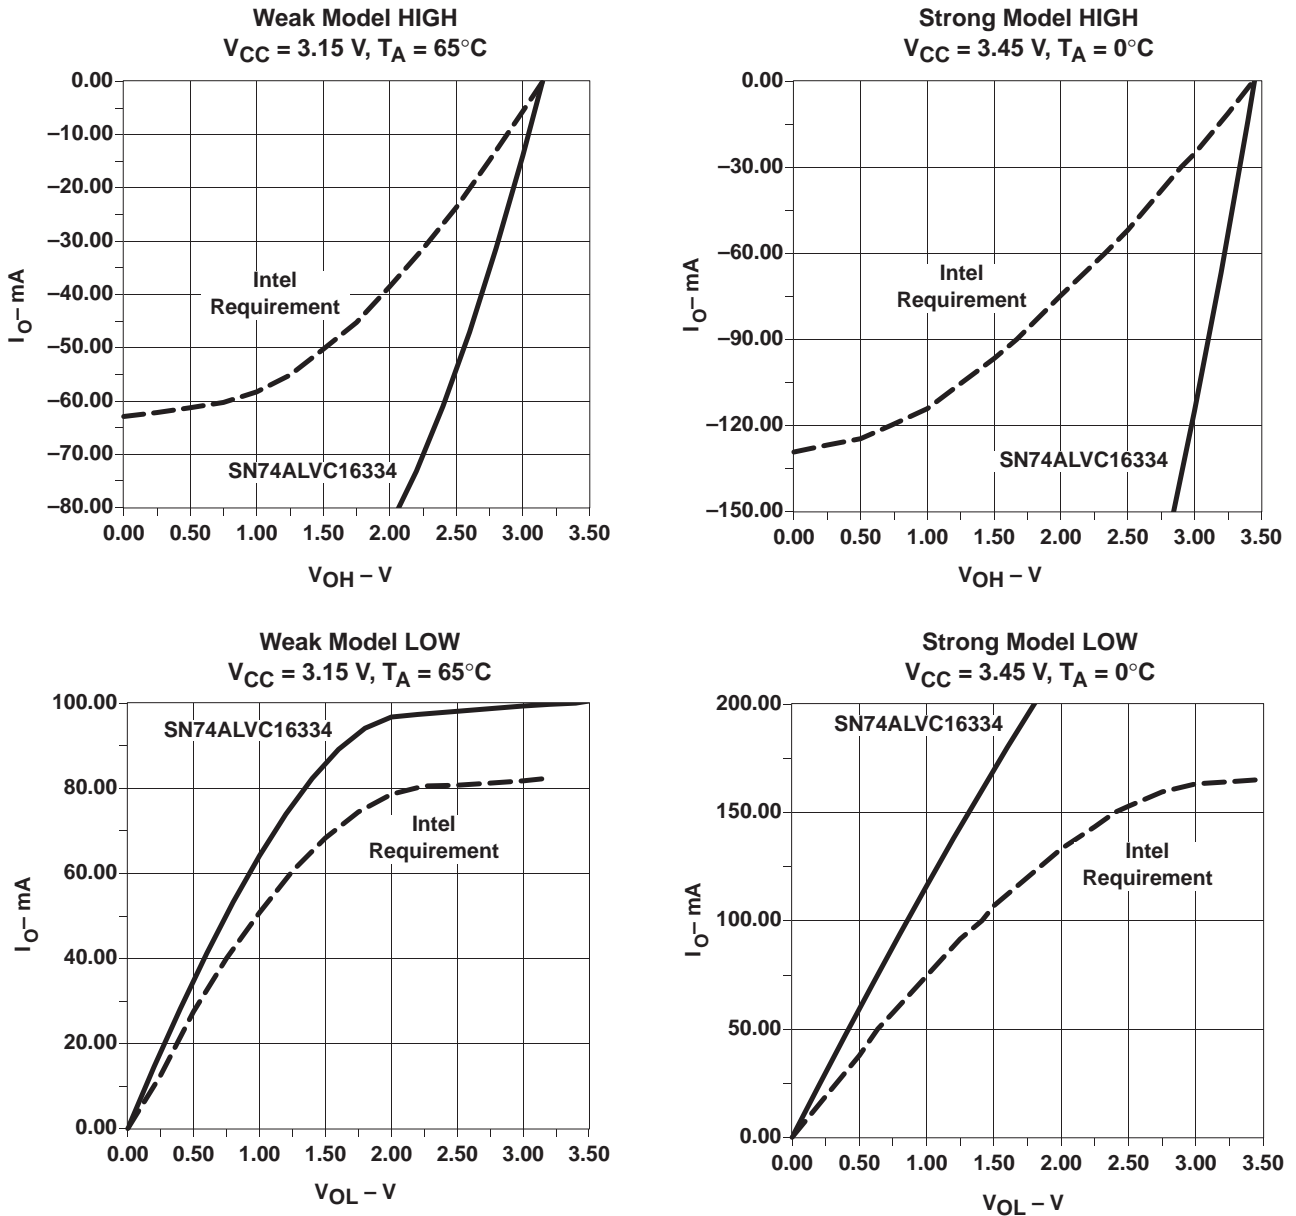 Weak Model HIGH
VCC = 3.15 V, TA = 65°C
0.00
–10.00
–20.00
–30.00
–40.00
–50.00
–60.00
–70.00
–80.00
IO– mA
Intel
Requirement
SN74ALVC16334
0.00 0.50 1.00 1.50 2.00 2.50 3.00 3.50
VOH – V
Strong Model HIGH
VCC = 3.45 V, TA = 0°C
0.00
–30.00
–60.00
–90.00
–120.00
–150.00
IO– mA
Intel
Requirement
SN74ALVC16334
0.00 0.50 1.00 1.50 2.00 2.50 3.00 3.50
VOH – V
Weak Model LOW
VCC = 3.15 V, TA = 65°C
100.00
80.00
60.00
40.00
20.00
0.00
IO– mA
SN74ALVC16334
Intel
Requirement
0.00 0.50 1.00 1.50 2.00 2.50 3.00 3.50
VOL – V
Strong Model LOW
VCC = 3.45 V, TA = 0°C
200.00
150.00
100.00
50.00
0.00
IO– mA
SN74ALVC16334
Intel
Requirement
0.00 0.50 1.00 1.50 2.00 2.50 3.00 3.50
VOL – V